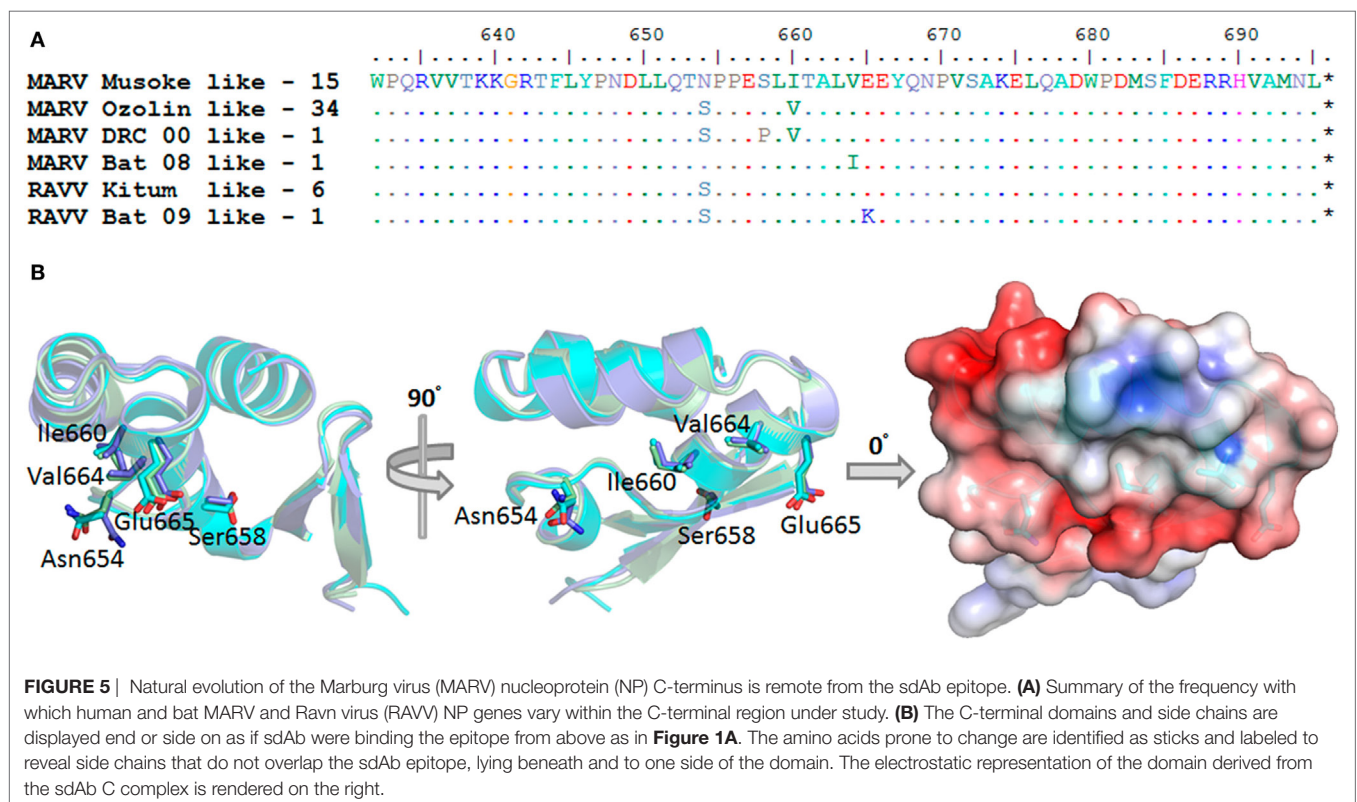 A
640 650 660 670 680 690
....|....|....|....|....|....|....|....|....|....|....|....|....|
MARV Musoke like - 15 WPQRVVTKKGRTFLYPNDLLQTNPPESLITALVEEYQNPVSAKELQADWPDMSFDERRHVAMNL*
MARV Ozolin like - 34 ......................S.....V...................................*
MARV DRC 00 like - 1 ......................S...P.V...................................*
MARV Bat 08 like - 1 ................................I...............................*
RAVV Kitum like - 6 ......................S.........................................*
RAVV Bat 09 like - 1 ......................S..........K..............................*
B
Ile660
Val664
Asn654
Glu665
Ser658
90°
Val664
Ile660
Asn654
Ser658
Glu665
0°
FIGURE 5 | Natural evolution of the Marburg virus (MARV) nucleoprotein (NP) C-terminus is remote from the sdAb epitope. (A) Summary of the frequency with
which human and bat MARV and Ravn virus (RAVV) NP genes vary within the C-terminal region under study. (B) The C-terminal domains and side chains are
displayed end or side on as if sdAb were binding the epitope from above as in Figure 1A. The amino acids prone to change are identified as sticks and labeled to
reveal side chains that do not overlap the sdAb epitope, lying beneath and to one side of the domain. The electrostatic representation of the domain derived from
the sdAb C complex is rendered on the right.